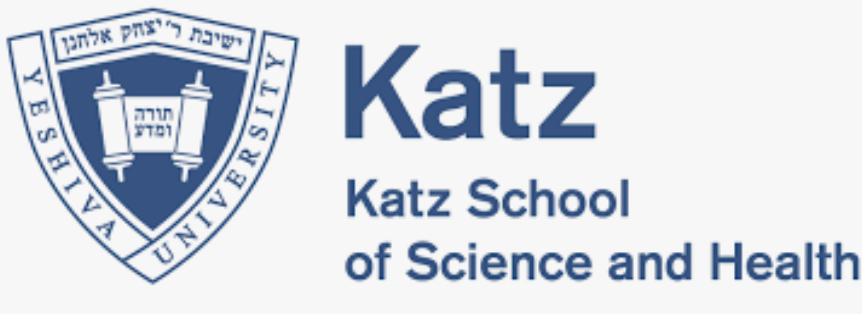 ישיבת ר' יצחק אלחנן
תורה
ומדע
YESHIVA UNIVERSITY
Katz
Katz School
of Science and Health